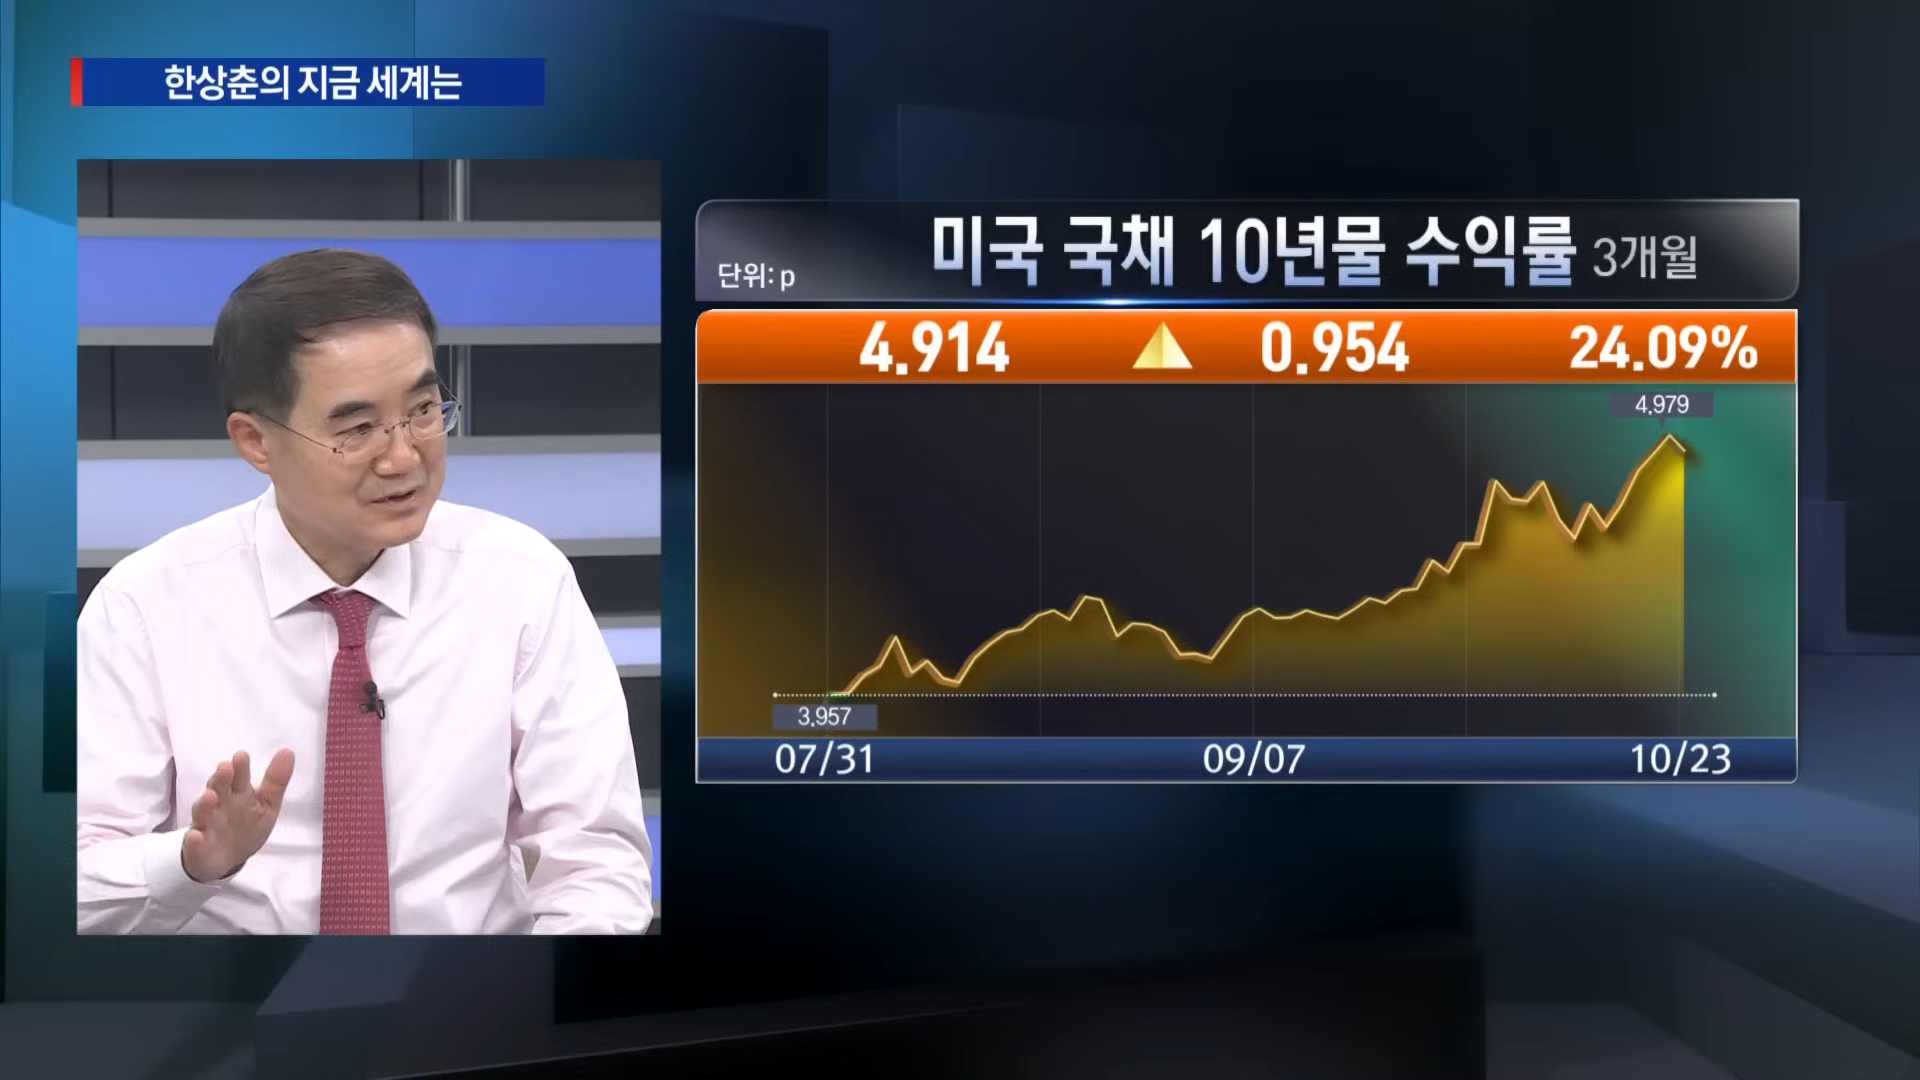 한상춘의 지금 세계는
단위: p
미국 국채 10년물 수익률 3개월
4.914 ▲ 0.954 24.09%
4.979
3.957
07/31 09/07 10/23